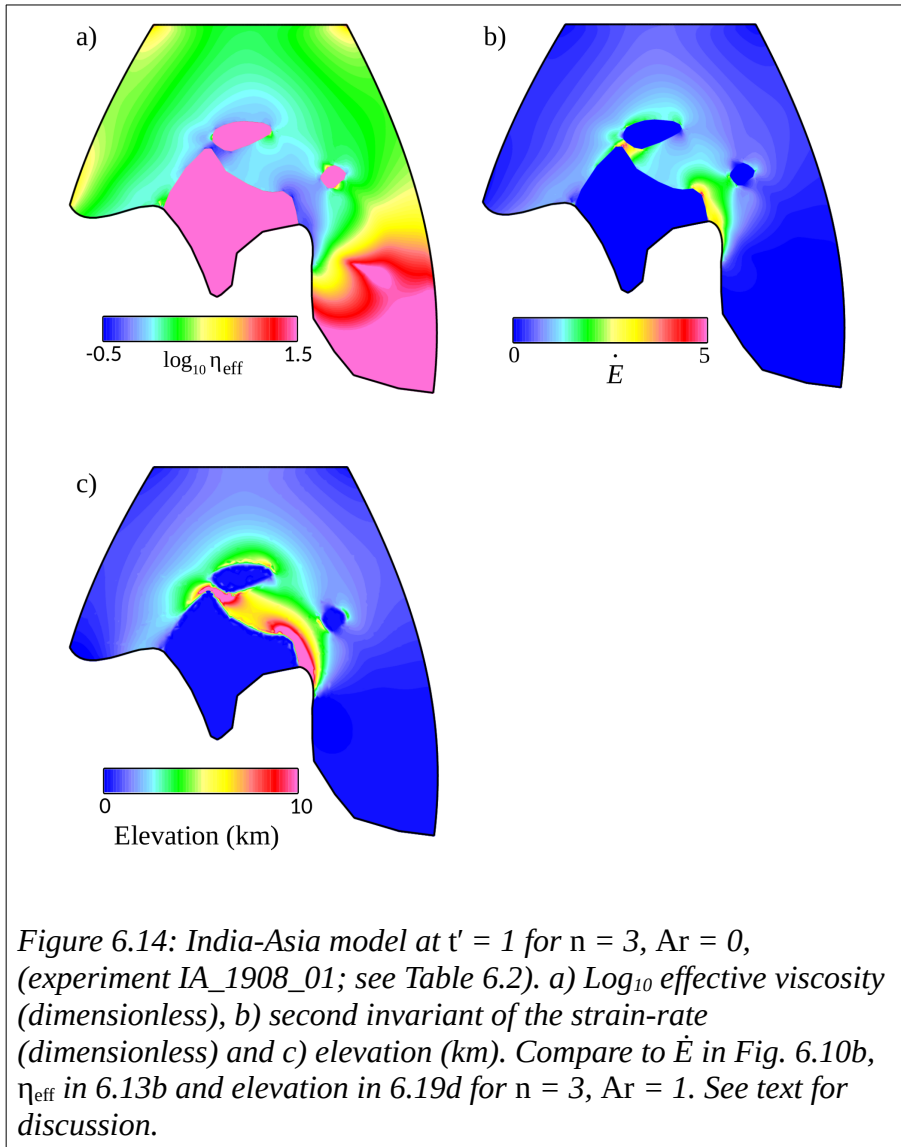 a)
b)
-0.5
1.5
log₁₀ ηeff
0
5
Ė
c)
0
10
Elevation (km)
Figure 6.14: India-Asia model at t′ = 1 for n = 3, Ar = 0,
(experiment IA_1908_01; see Table 6.2). a) Log₁₀ effective viscosity
(dimensionless), b) second invariant of the strain-rate
(dimensionless) and c) elevation (km). Compare to Ė in Fig. 6.10b,
ηeff in 6.13b and elevation in 6.19d for n = 3, Ar = 1. See text for
discussion.